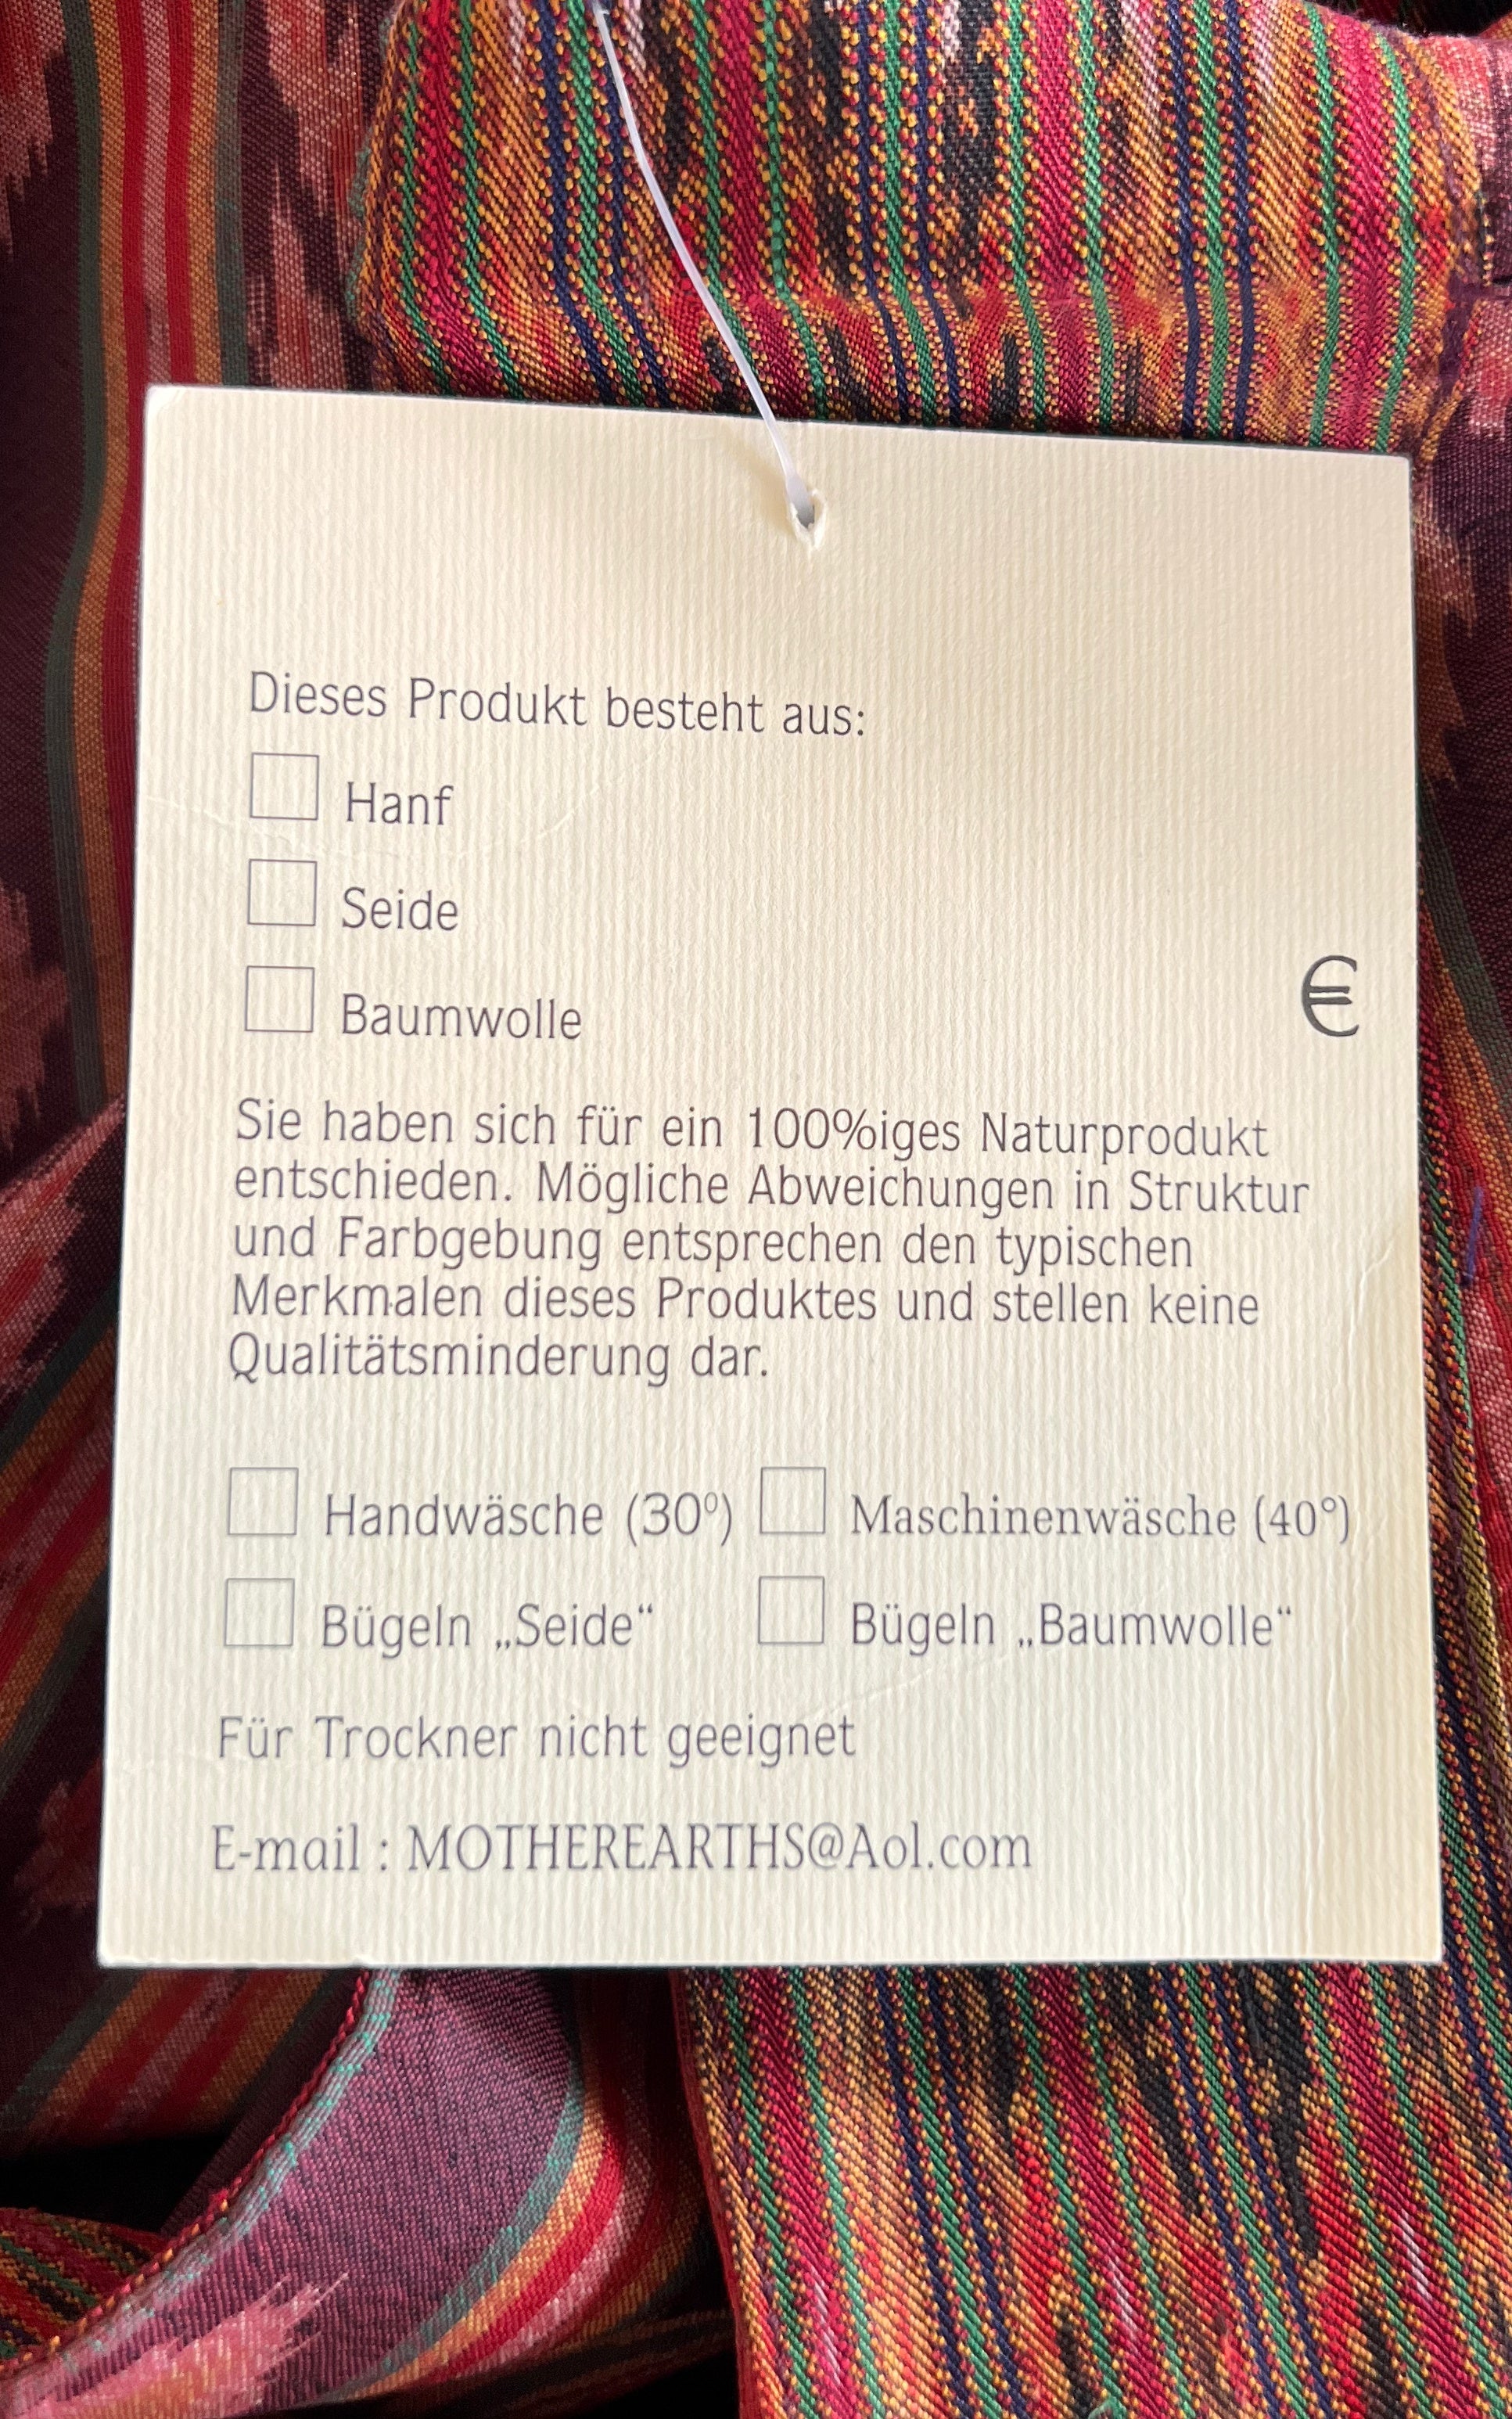 Dieses Produkt besteht aus:
Hanf
Seide
Baumwolle
€
Sie haben sich für ein 100%iges Naturprodukt
entschieden. Mögliche Abweichungen in Struktur
und Farbgebung entsprechen den typischen
Merkmalen dieses Produktes und stellen keine
Qualitätsminderung dar.
Handwäsche (30⁰) Maschinenwäsche (40°)
Bügeln „Seide“ Bügeln „Baumwolle“
Für Trockner nicht geeignet
E-mail : MOTHEREARTHS@Aol.com